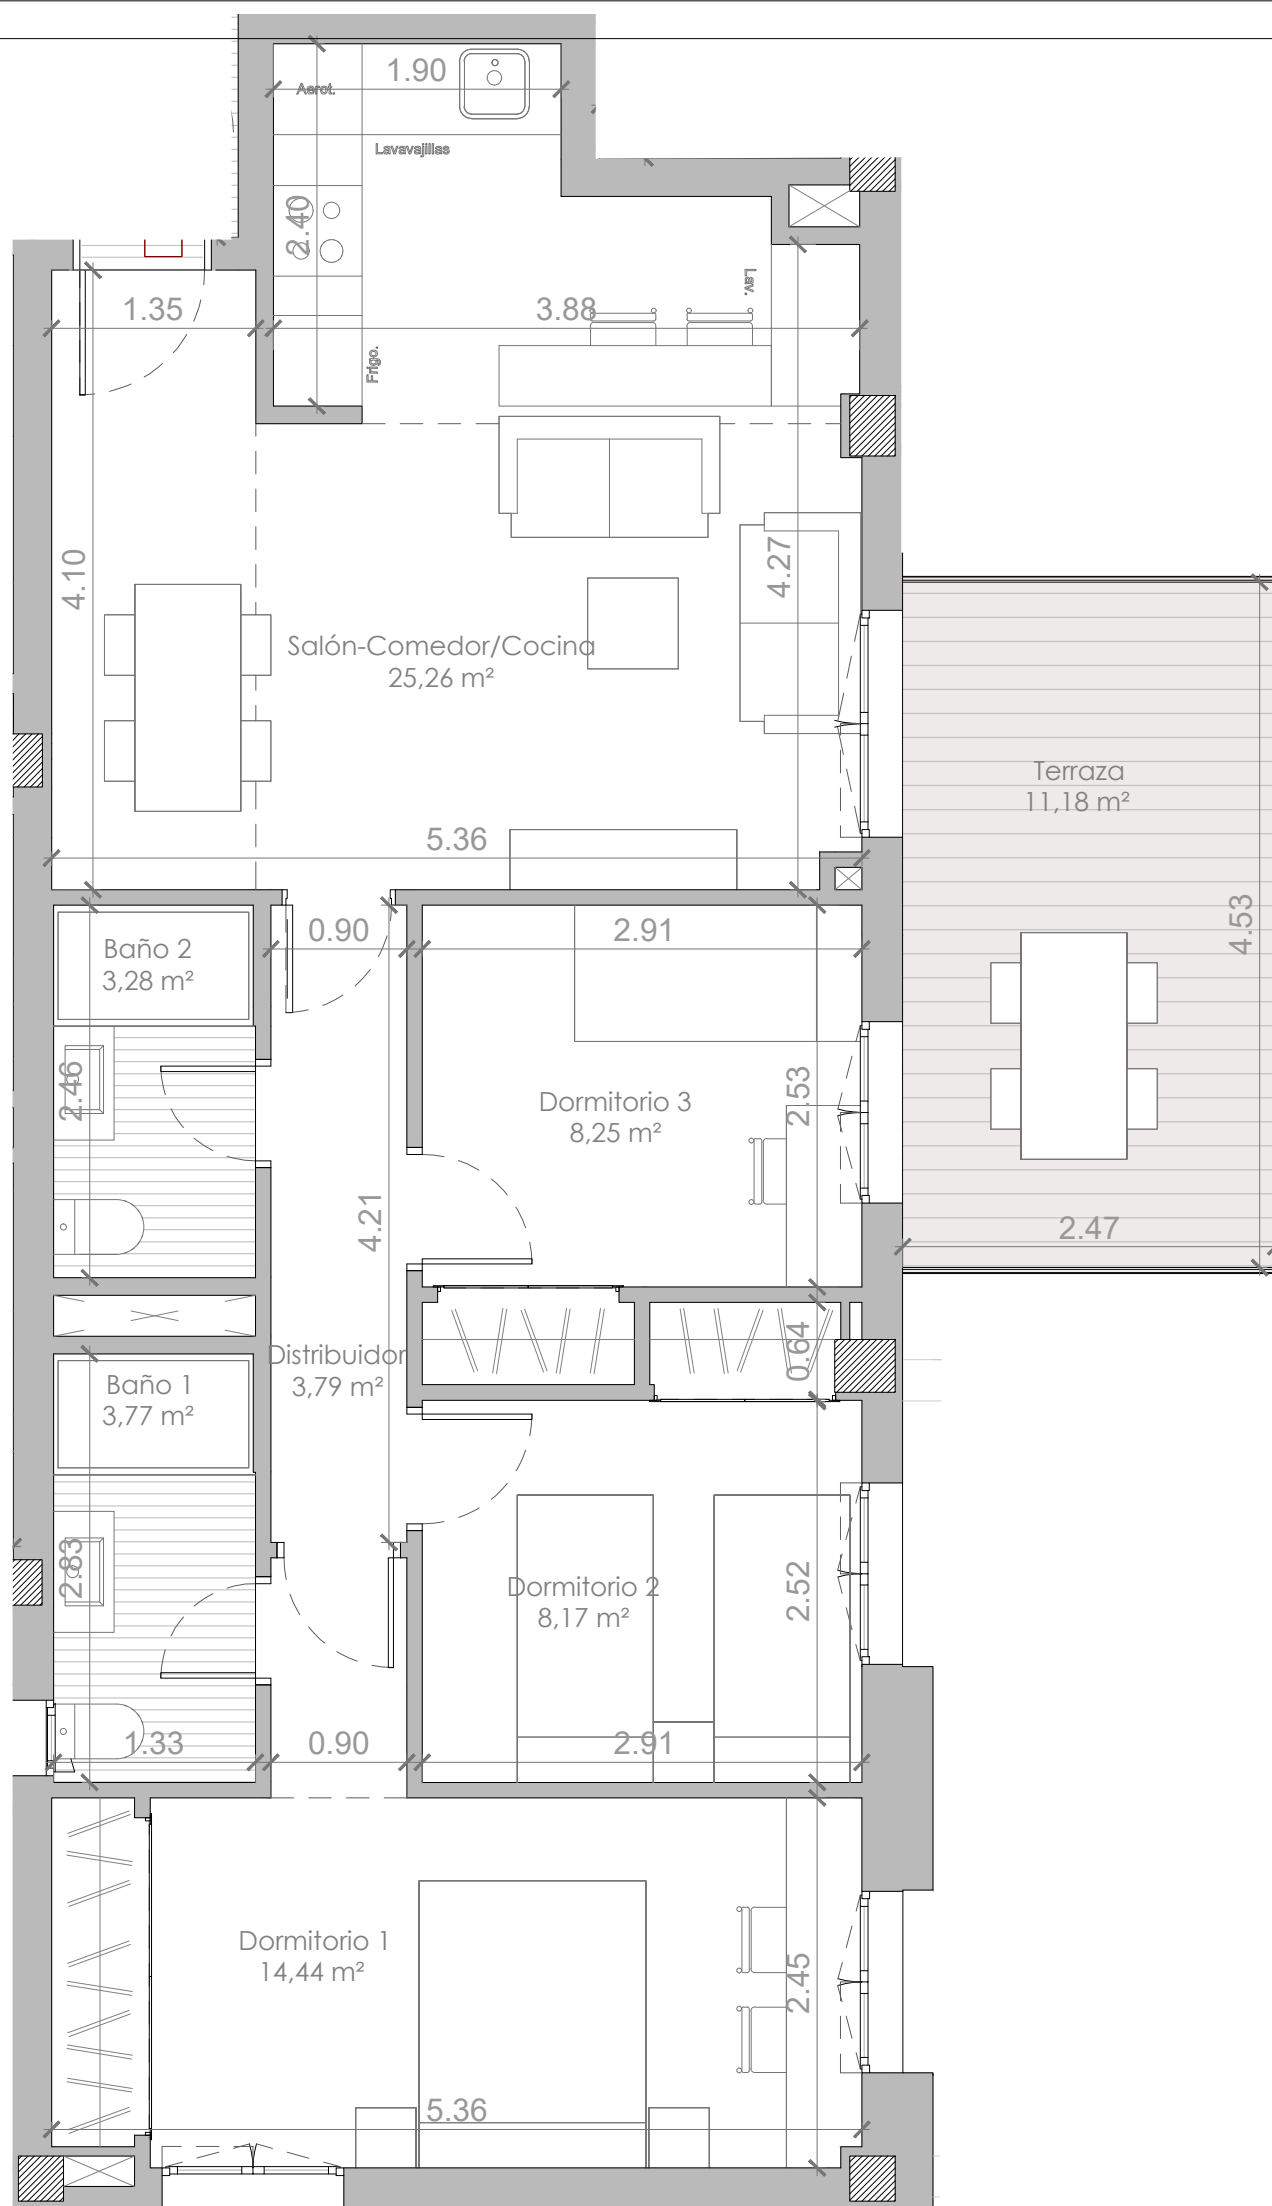 1.90
Aerot.
Lavavajillas
2.40
Lav.
1.35
3.88
Frigo.
4.10
4.27
Salón-Comedor/Cocina
25,26 m²
Terraza
11,18 m²
5.36
4.53
Baño 2
3,28 m²
0.90
2.91
2.46
Dormitorio 3
8,25 m²
2.53
4.21
2.47
Distribuidor
3,79 m²
0.64
Baño 1
3,77 m²
2.83
Dormitorio 2
8,17 m²
2.52
1.33
0.90
2.91
Dormitorio 1
14,44 m²
2.45
5.36